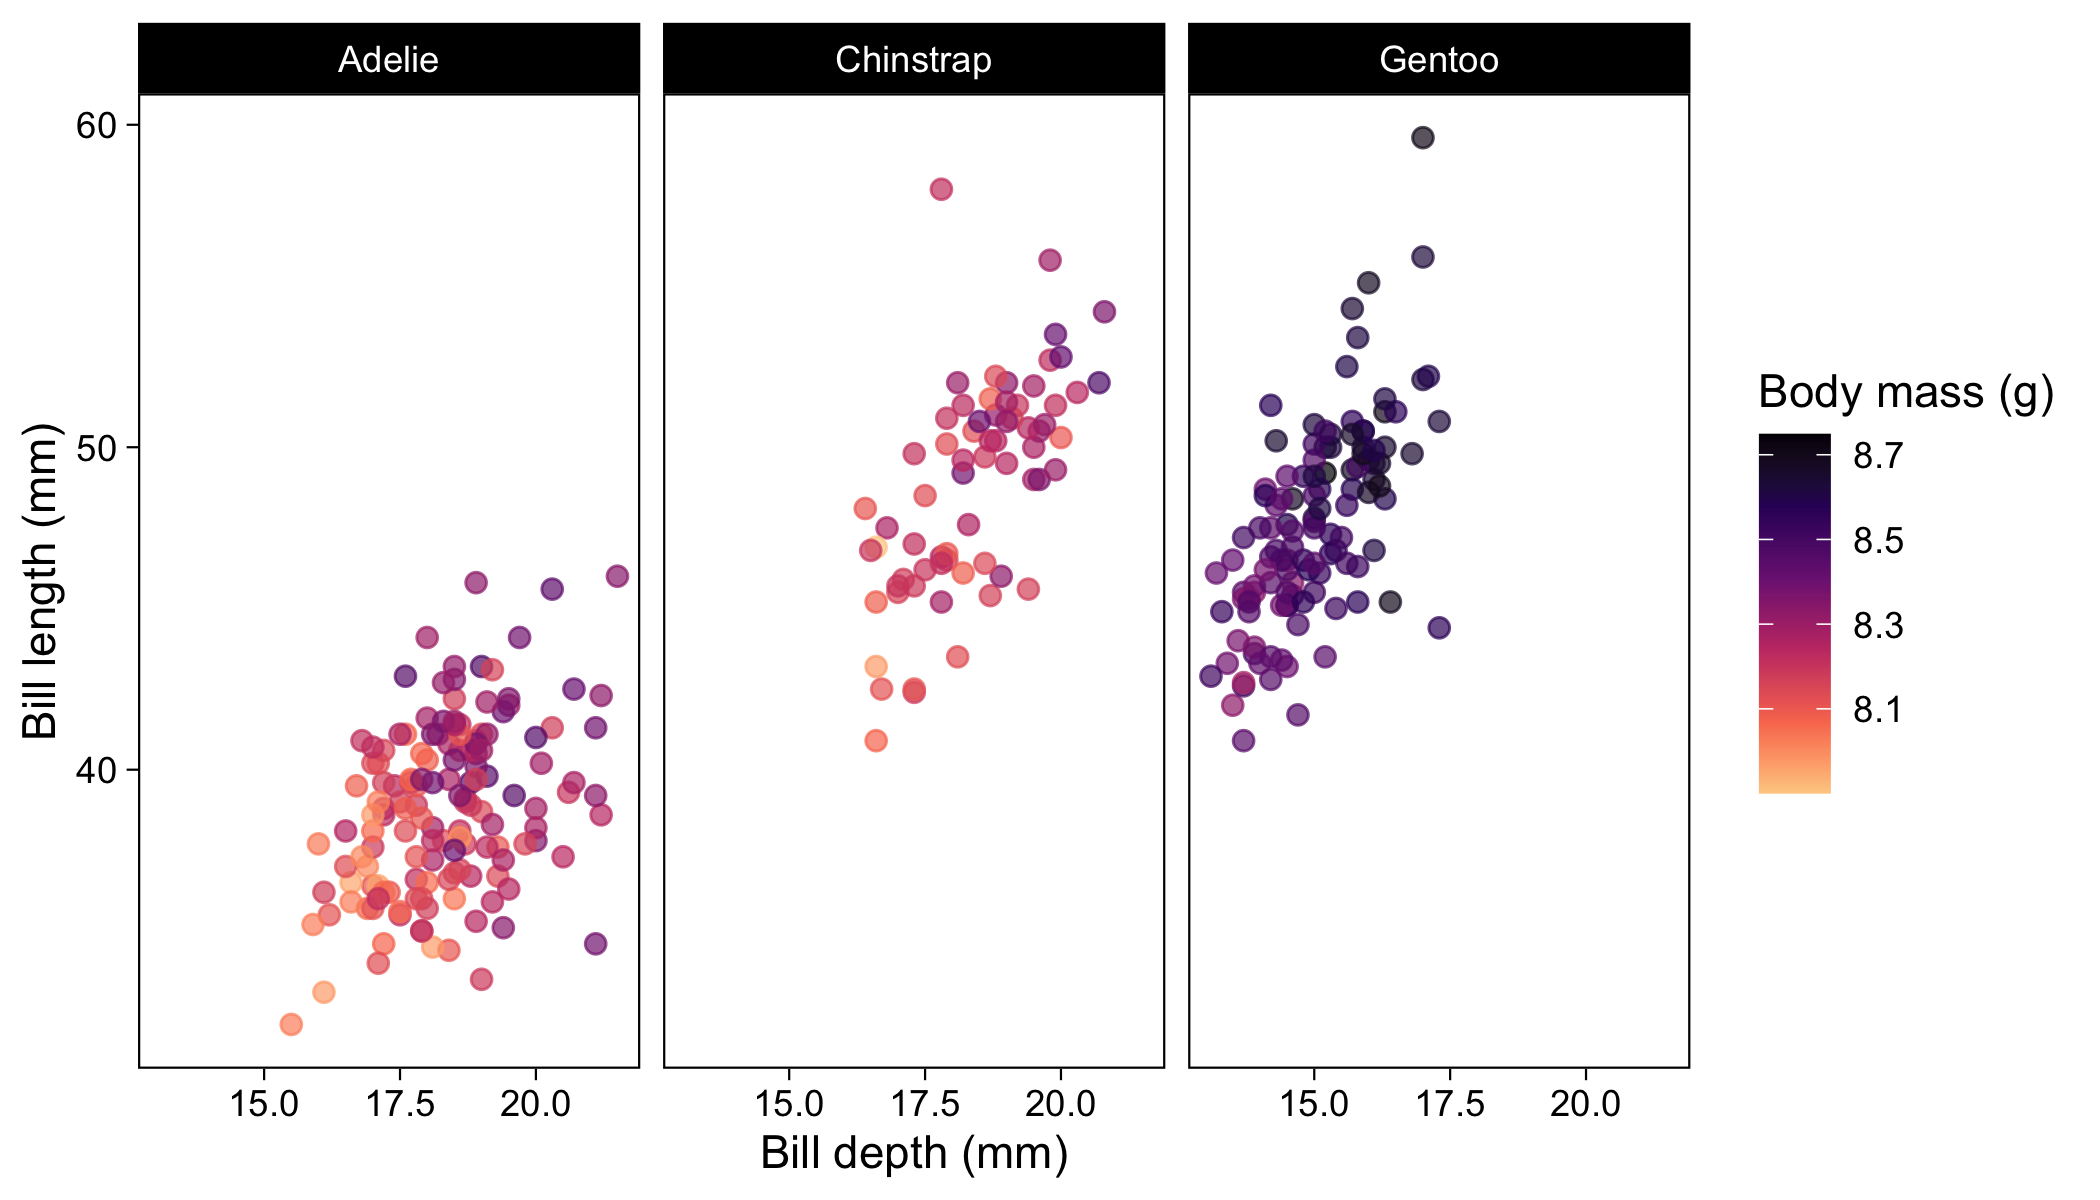 Adelie
Chinstrap
Gentoo
60
50
40
Bill length (mm)
15.0 17.5 20.0
15.0 17.5 20.0
15.0 17.5 20.0
Bill depth (mm)
Body mass (g)
8.7
8.5
8.3
8.1